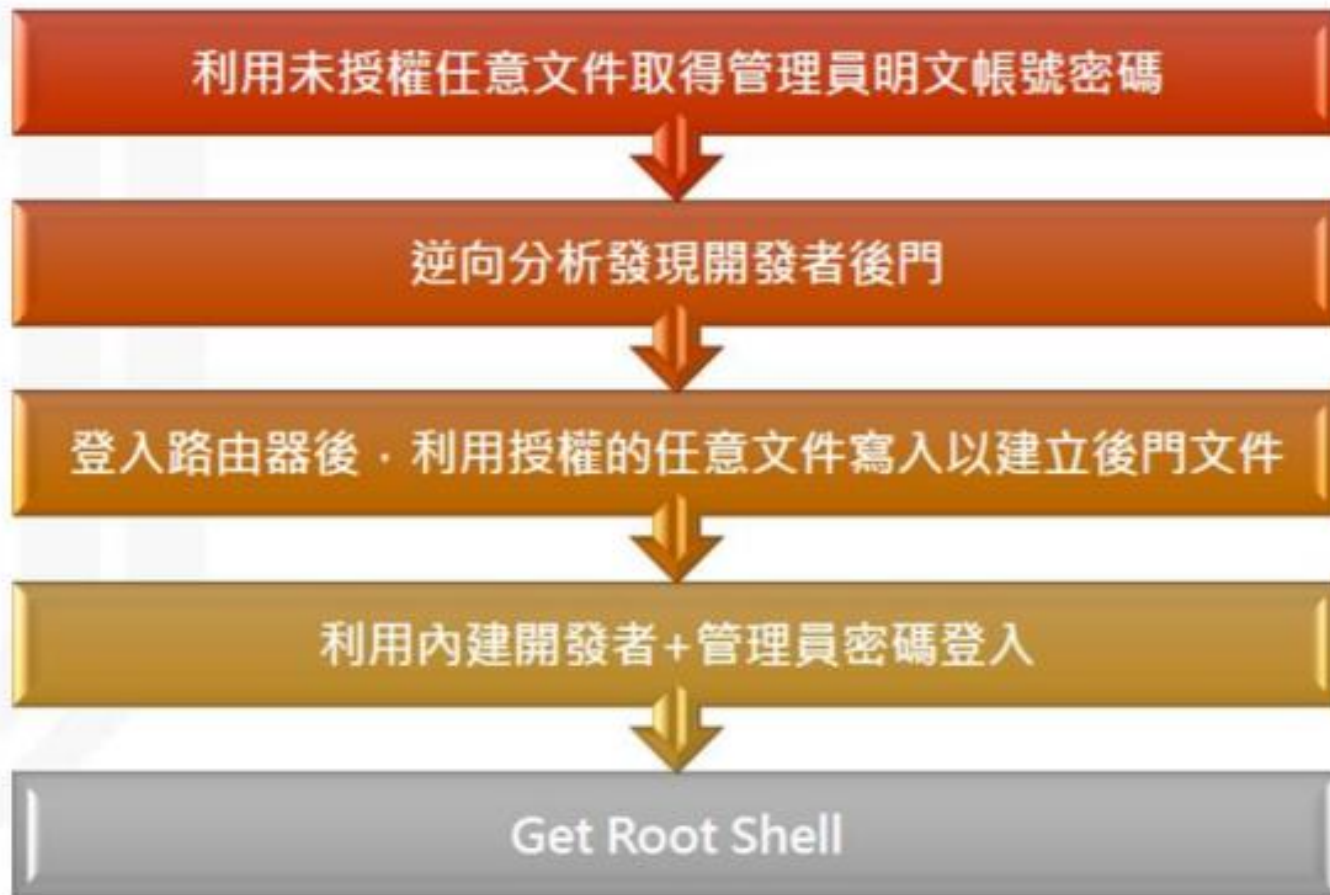 利用未授權任意文件取得管理員明文帳號密碼
逆向分析發現開發者後門
登入路由器後，利用授權的任意文件寫入以建立後門文件
利用內建開發者+管理員密碼登入
Get Root Shell